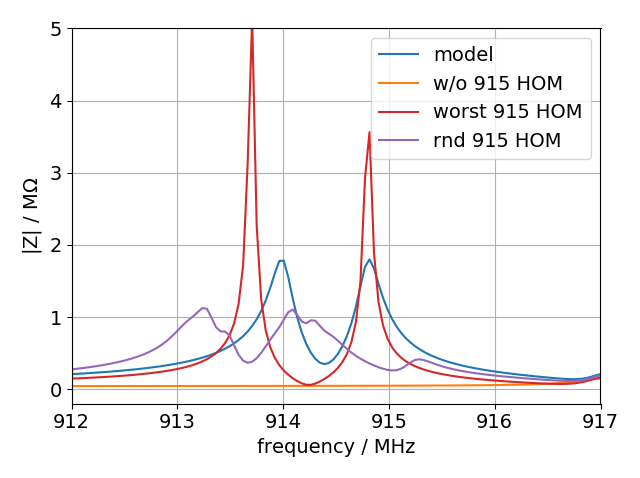 5
4
3
2
1
0
|Z| / MΩ
model
w/o 915 HOM
worst 915 HOM
rnd 915 HOM
912 913 914 915 916 917
frequency / MHz